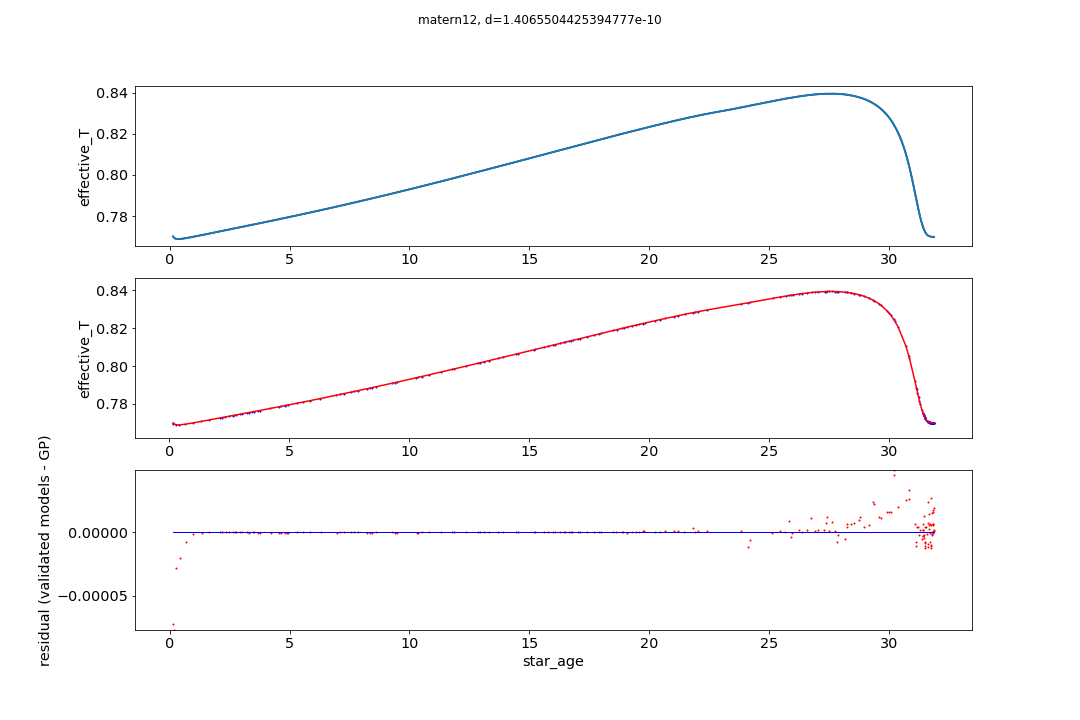 matern12, d=1.4065504425394777e-10
effective_T
0.84
0.82
0.80
0.78
0 5 10 15 20 25 30
effective_T
0.84
0.82
0.80
0.78
0 5 10 15 20 25 30
residual (validated models - GP)
0.00000
−0.00005
0 5 10 15 20 25 30
star_age